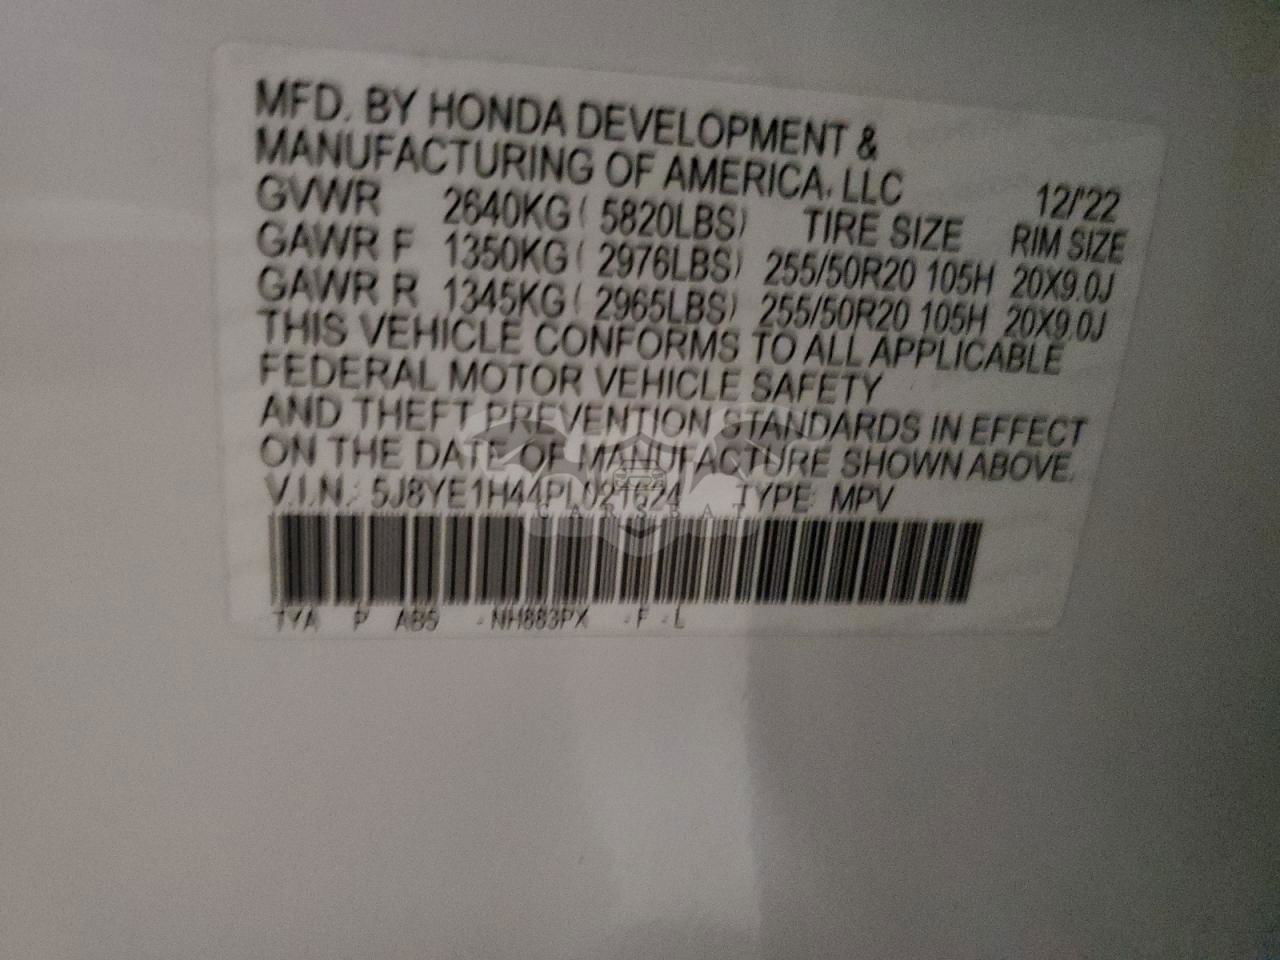 MFD. BY HONDA DEVELOPMENT &
MANUFACTURING OF AMERICA, LLC 12/'22
GVWR 2640KG ( 5820LBS) TIRE SIZE RIM SIZE
GAWR F 1350KG ( 2976LBS) 255/50R20 105H 20X9.0J
GAWR R 1345KG ( 2965LBS) 255/50R20 105H 20X9.0J
THIS VEHICLE CONFORMS TO ALL APPLICABLE
FEDERAL MOTOR VEHICLE SAFETY
AND THEFT PREVENTION STANDARDS IN EFFECT
ON THE DATE OF MANUFACTURE SHOWN ABOVE.
V.I.N.: 5J8YE1H44PL021624 TYPE: MPV
CARSBAT
TYA P AB5 - NH883PX - F - L